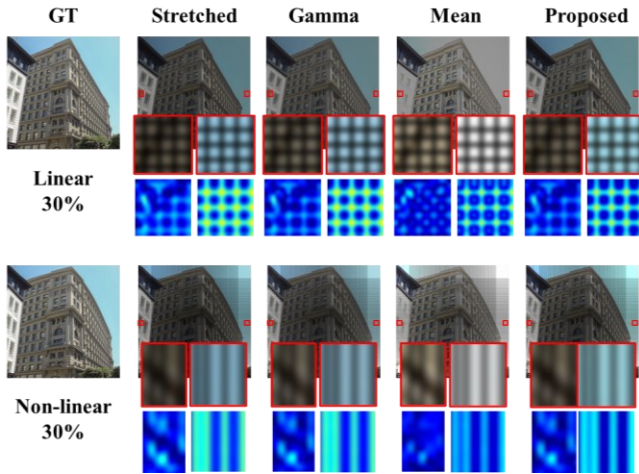 GT Stretched Gamma Mean Proposed
Linear
30%
Non-linear
30%